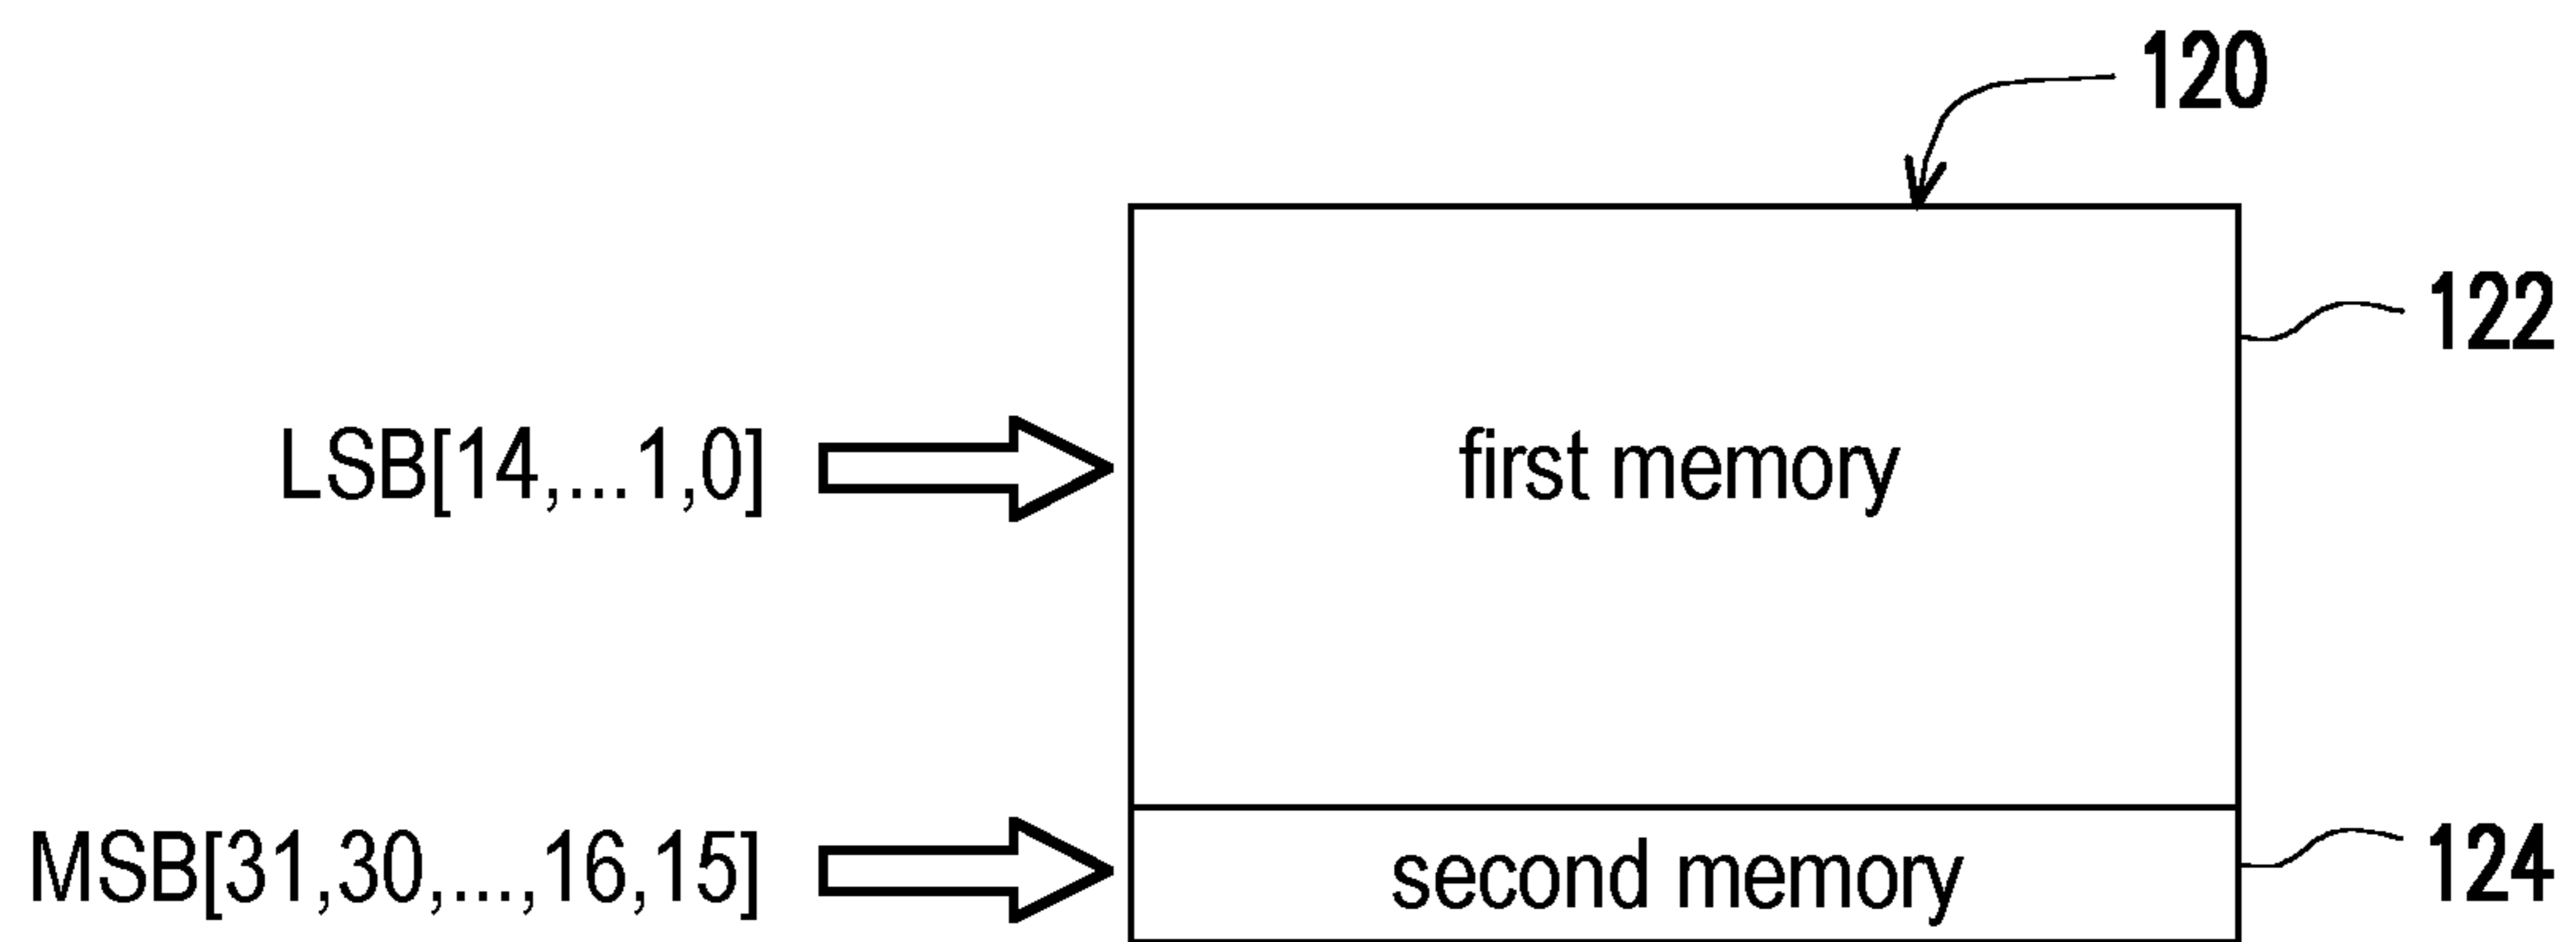 120
122
LSB[14,...1,0]
first memory
MSB[31,30,...,16,15]
second memory
124